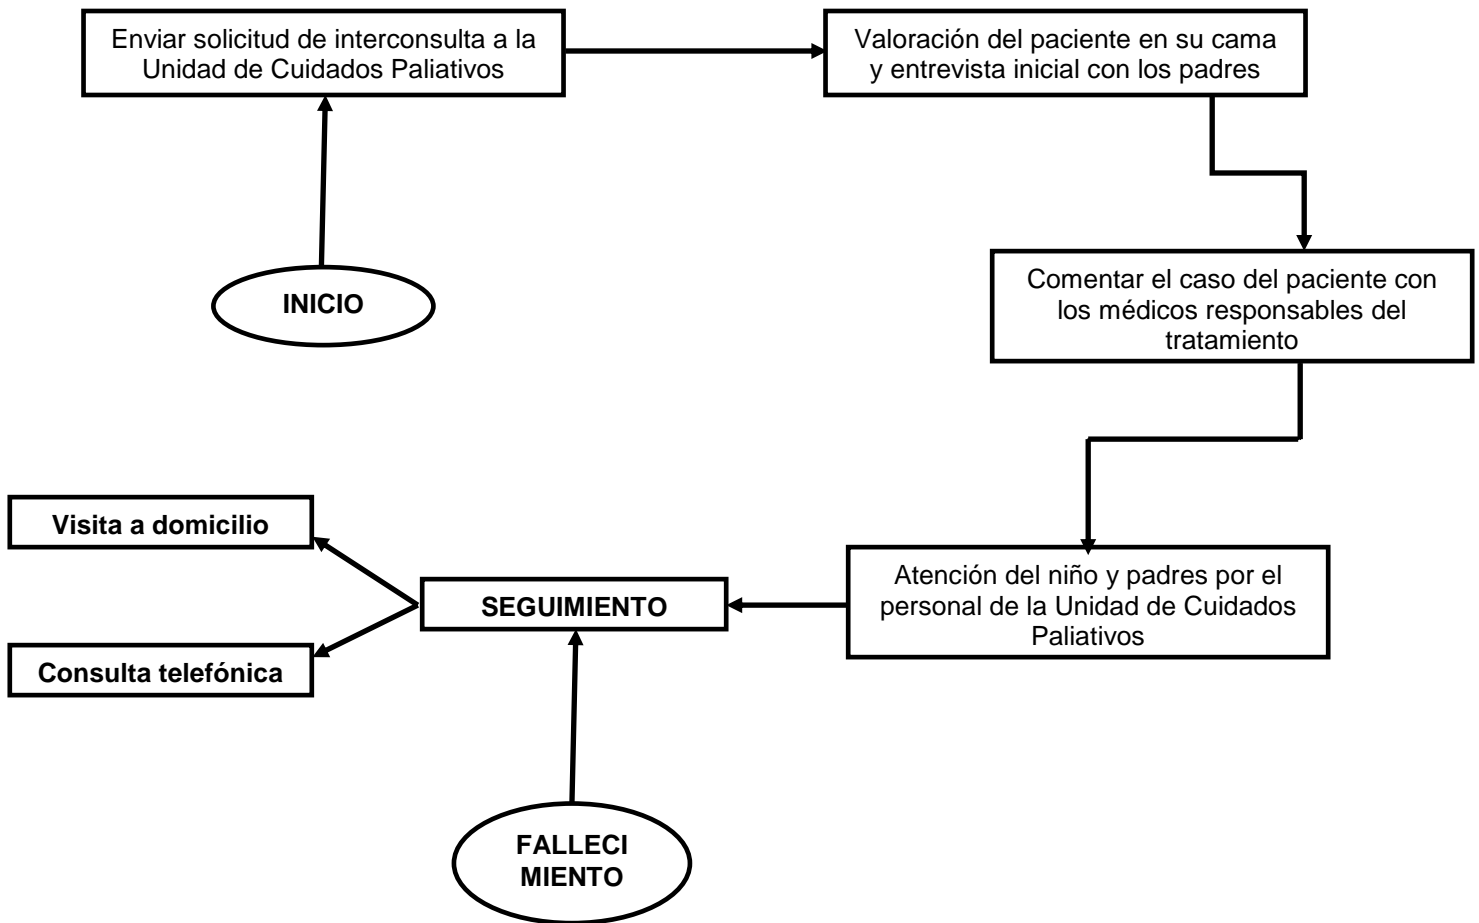 Enviar solicitud de interconsulta a la
Unidad de Cuidados Paliativos
Valoración del paciente en su cama
y entrevista inicial con los padres
INICIO
Comentar el caso del paciente con
los médicos responsables del
tratamiento
Visita a domicilio
Consulta telefónica
SEGUIMIENTO
Atención del niño y padres por el
personal de la Unidad de Cuidados
Paliativos
FALLECI
MIENTO